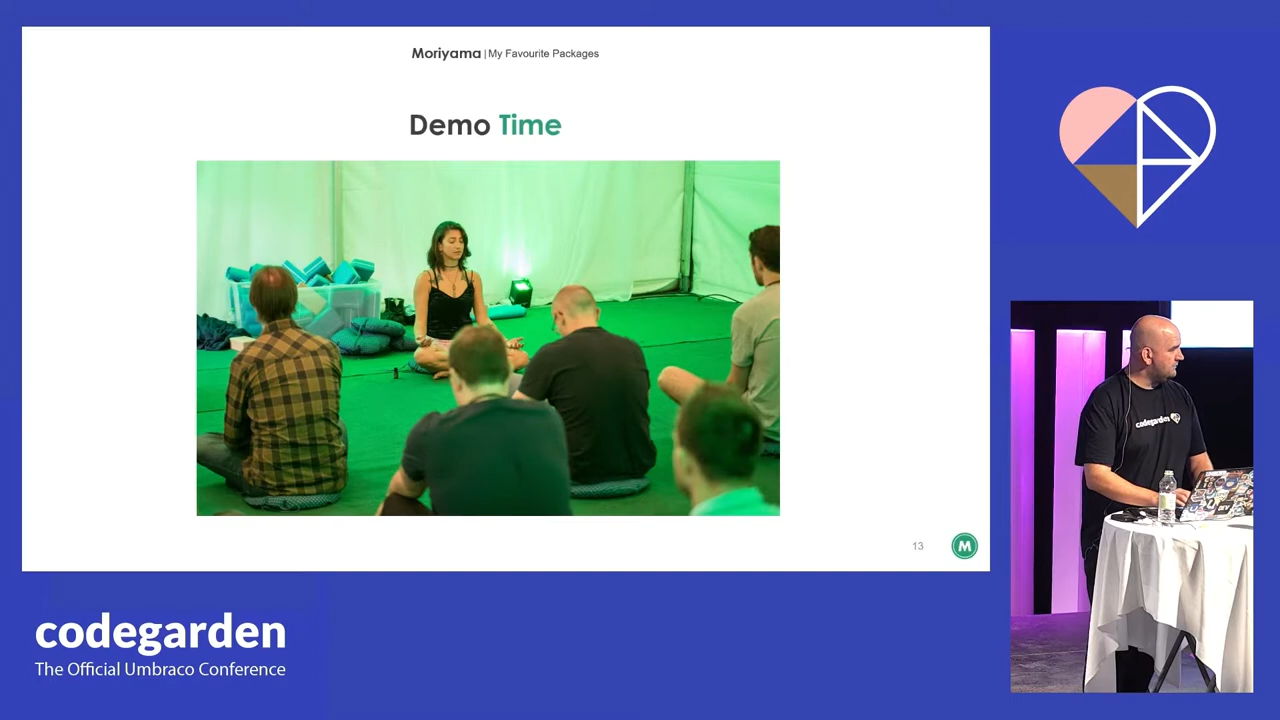 Moriyama | My Favourite Packages
Demo Time
13
M
codegarden
The Official Umbraco Conference
codegarden